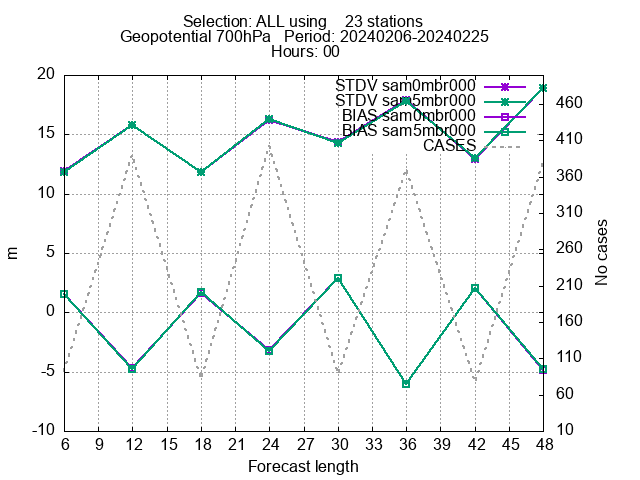 Selection: ALL using    23 stations
Geopotential 700hPa   Period: 20240206-20240225
Hours: 00
STDV sam0mbr000
STDV sam5mbr000
BIAS sam0mbr000
BIAS sam5mbr000
CASES
20
15
10
5
0
-5
-10
m
460
410
360
310
260
210
160
110
60
10
No cases
6 9 12 15 18 21 24 27 30 33 36 39 42 45 48
Forecast length